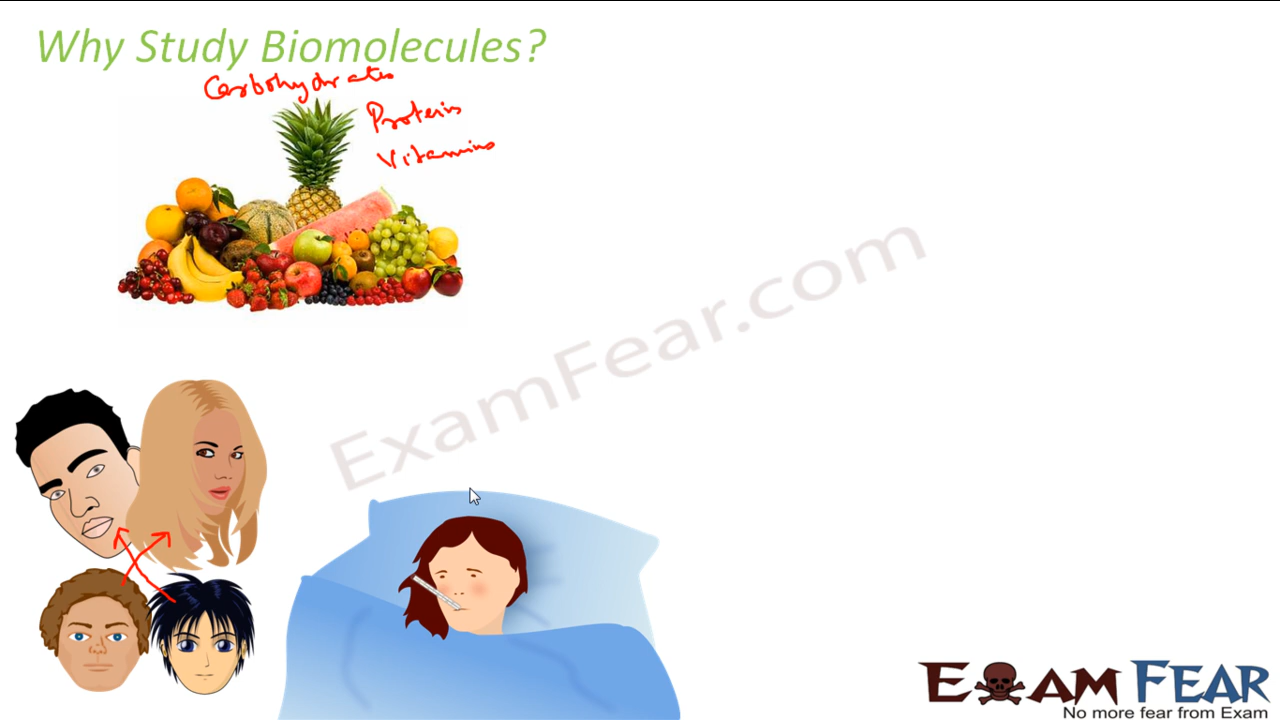 Why Study Biomolecules?
Carbohydrates
Proteins
Vitamins
ExamFear.com
EXAM FEAR
No more fear from Exam